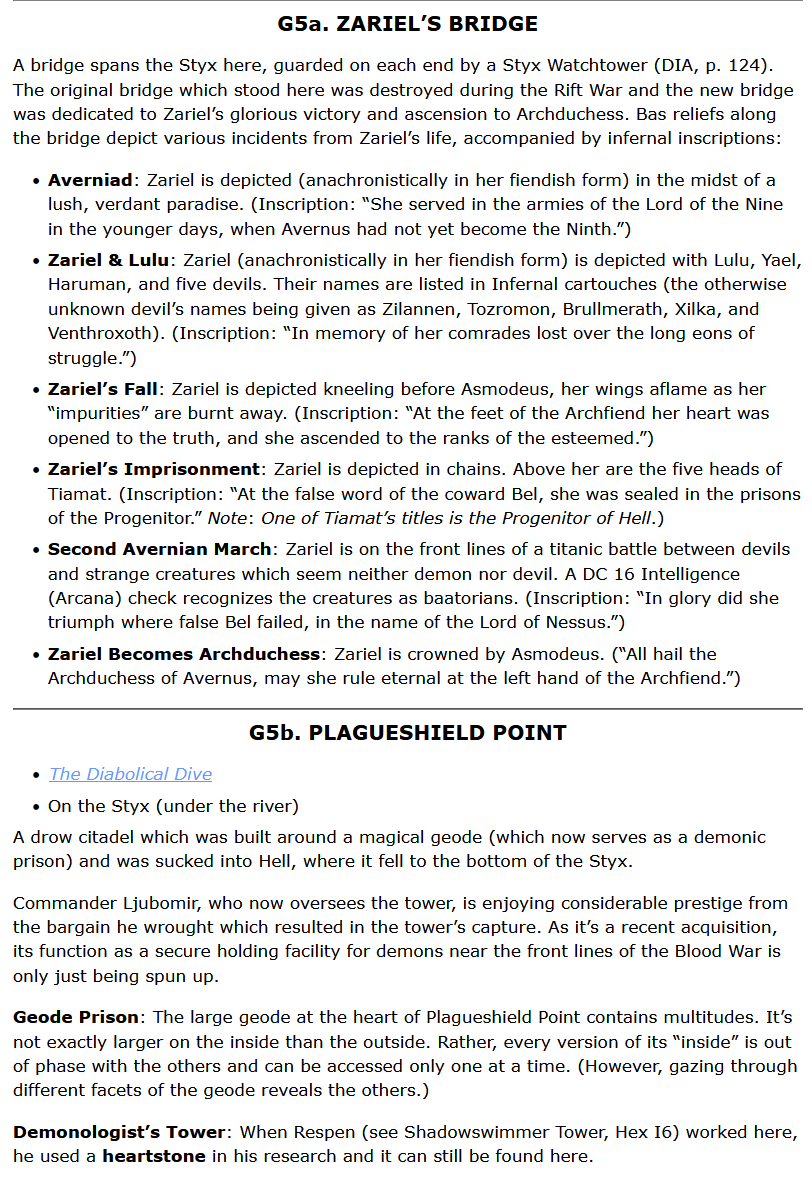 G5a. ZARIEL’S BRIDGE
A bridge spans the Styx here, guarded on each end by a Styx Watchtower (DIA, p. 124).
The original bridge which stood here was destroyed during the Rift War and the new bridge
was dedicated to Zariel’s glorious victory and ascension to Archduchess. Bas reliefs along
the bridge depict various incidents from Zariel’s life, accompanied by infernal inscriptions:
• Averniad: Zariel is depicted (anachronistically in her fiendish form) in the midst of a
lush, verdant paradise. (Inscription: “She served in the armies of the Lord of the Nine
in the younger days, when Avernus had not yet become the Ninth.”)
• Zariel & Lulu: Zariel (anachronistically in her fiendish form) is depicted with Lulu, Yael,
Haruman, and five devils. Their names are listed in Infernal cartouches (the otherwise
unknown devil’s names being given as Zilannen, Tozromon, Brullmerath, Xilka, and
Venthroxoth). (Inscription: “In memory of her comrades lost over the long eons of
struggle.”)
• Zariel’s Fall: Zariel is depicted kneeling before Asmodeus, her wings aflame as her
“impurities” are burnt away. (Inscription: “At the feet of the Archfiend her heart was
opened to the truth, and she ascended to the ranks of the esteemed.”)
• Zariel’s Imprisonment: Zariel is depicted in chains. Above her are the five heads of
Tiamat. (Inscription: “At the false word of the coward Bel, she was sealed in the prisons
of the Progenitor.” Note: One of Tiamat’s titles is the Progenitor of Hell.)
• Second Avernian March: Zariel is on the front lines of a titanic battle between devils
and strange creatures which seem neither demon nor devil. A DC 16 Intelligence
(Arcana) check recognizes the creatures as baatorians. (Inscription: “In glory did she
triumph where false Bel failed, in the name of the Lord of Nessus.”)
• Zariel Becomes Archduchess: Zariel is crowned by Asmodeus. (“All hail the
Archduchess of Avernus, may she rule eternal at the left hand of the Archfiend.”)
G5b. PLAGUESHIELD POINT
• The Diabolical Dive
• On the Styx (under the river)
A drow citadel which was built around a magical geode (which now serves as a demonic
prison) and was sucked into Hell, where it fell to the bottom of the Styx.
Commander Ljubomir, who now oversees the tower, is enjoying considerable prestige from
the bargain he wrought which resulted in the tower’s capture. As it’s a recent acquisition,
its function as a secure holding facility for demons near the front lines of the Blood War is
only just being spun up.
Geode Prison: The large geode at the heart of Plagueshield Point contains multitudes. It’s
not exactly larger on the inside than the outside. Rather, every version of its “inside” is out
of phase with the others and can be accessed only one at a time. (However, gazing through
different facets of the geode reveals the others.)
Demonologist’s Tower: When Respen (see Shadowswimmer Tower, Hex I6) worked here,
he used a heartstone in his research and it can still be found here.